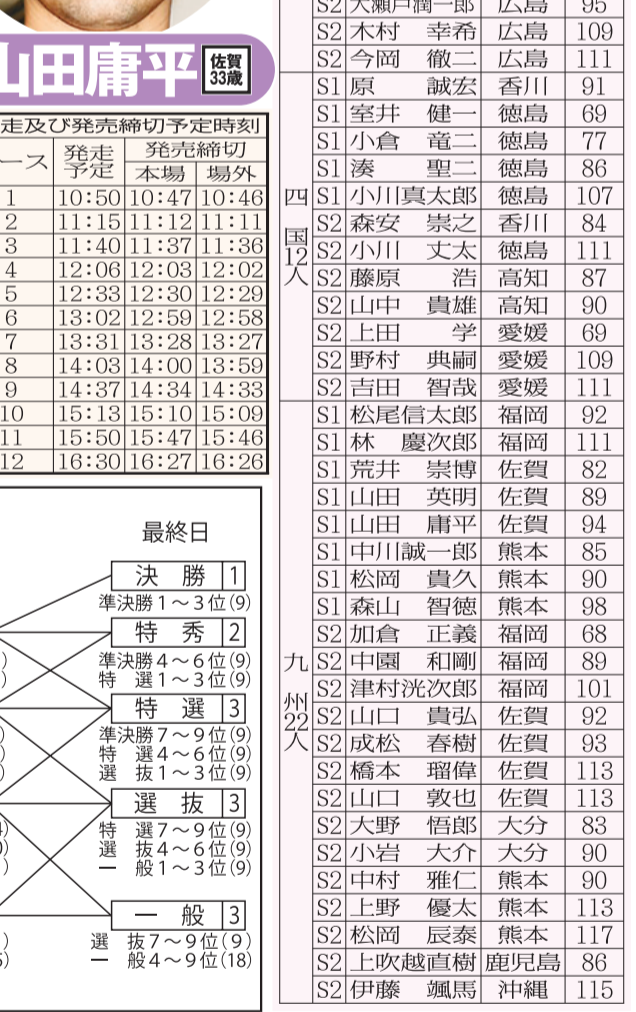 山田庸平 佐賀 33歳
走及び発売締切予定時刻
ース 発走予定 発売締切
本場 場外
1 10:50 10:47 10:46
2 11:15 11:12 11:11
3 11:40 11:37 11:36
4 12:06 12:03 12:02
5 12:33 12:30 12:29
6 13:02 12:59 12:58
7 13:31 13:28 13:27
8 14:03 14:00 13:59
9 14:37 14:34 14:33
10 15:13 15:10 15:09
11 15:50 15:47 15:46
12 16:30 16:27 16:26
最終日
決勝 1
準決勝1〜3位(9)
特秀 2
準決勝4〜6位(9)
特選1〜3位(9)
特選 3
準決勝7〜9位(9)
特選4〜6位(9)
選抜1〜3位(9)
選抜 3
特選7〜9位(9)
選抜4〜6位(9)
一般1〜3位(9)
一般 3
選抜7〜9位(9)
一般4〜9位(18)
S2 大瀬戸潤一郎 広島 95
S2 木村 幸希 広島 109
S2 今岡 徹二 広島 111
四国12人
S1 原 誠宏 香川 91
S1 室井 健一 徳島 69
S1 小倉 竜二 徳島 77
S1 湊 聖二 徳島 86
S1 小川真太郎 徳島 107
S2 森安 崇之 香川 84
S2 小川 丈太 徳島 111
S2 藤原 浩 高知 87
S2 山中 貴雄 高知 90
S2 上田 学 愛媛 69
S2 野村 典嗣 愛媛 109
S2 吉田 智哉 愛媛 111
九州22人
S1 松尾信太郎 福岡 92
S1 林 慶次郎 福岡 111
S1 荒井 崇博 佐賀 82
S1 山田 英明 佐賀 89
S1 山田 庸平 佐賀 94
S1 中川誠一郎 熊本 85
S1 松岡 貴久 熊本 90
S1 森山 智徳 熊本 98
S2 加倉 正義 福岡 68
S2 中園 和剛 福岡 89
S2 津村洸次郎 福岡 101
S2 山口 貴弘 佐賀 92
S2 成松 春樹 佐賀 93
S2 橋本 瑠偉 佐賀 113
S2 山口 敦也 佐賀 113
S2 大野 悟郎 大分 83
S2 小岩 大介 大分 90
S2 中村 雅仁 熊本 90
S2 上野 優太 熊本 113
S2 松岡 辰泰 熊本 117
S2 上吹越直樹 鹿児島 86
S2 伊藤 颯馬 沖縄 115